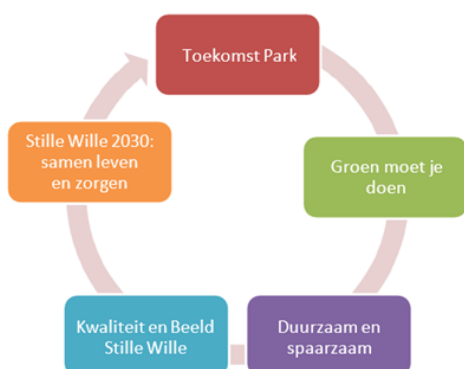 Toekomst Park
Groen moet je
doen
Duurzaam en
spaarzaam
Kwaliteit en Beeld
Stille Wille
Stille Wille 2030:
samen leven
en zorgen